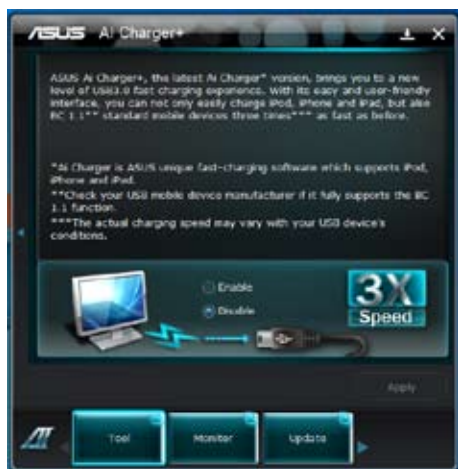 ASUS Ai Charger+
ASUS Ai Charger+, the latest Ai Charger* version, brings you to a new
level of USB3.0 fast charging experience. With its easy and user-friendly
interface, you can not only easily charge iPod, iPhone and iPad, but also
BC 1.1** standard mobile devices three times*** as fast as before.
*Ai Charger is ASUS unique fast-charging software which supports iPod,
iPhone and iPad.
**Check your USB mobile device manufacturer if it fully supports the BC
1.1 function.
***The actual charging speed may vary with your USB device's
conditions.
Enable
Disable
3X
Speed
Apply
Tool
Monitor
Update